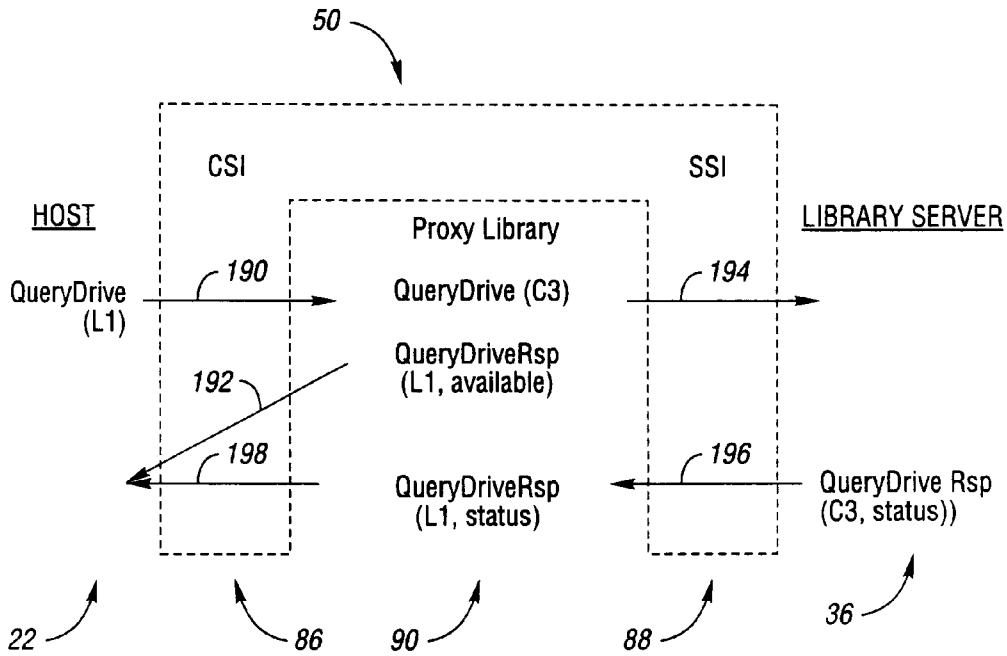 50
CSI
SSI
HOST
Proxy Library
LIBRARY SERVER
190
194
QueryDrive
(L1)
QueryDrive (C3)
QueryDriveRsp
(L1, available)
192
198
196
QueryDriveRsp
(L1, status)
QueryDrive Rsp
(C3, status))
22
86
90
88
36